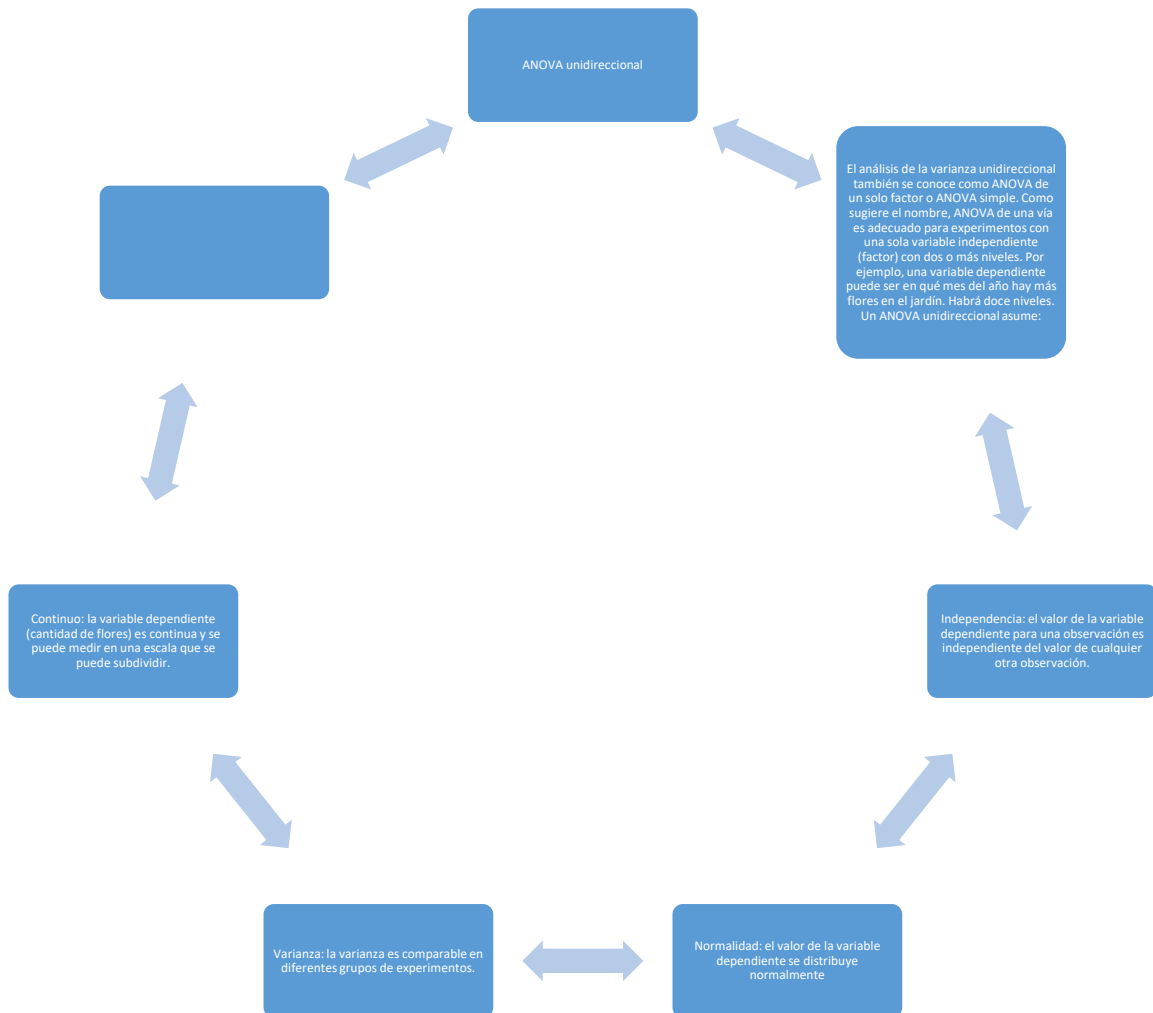 ANOVA unidireccional
El análisis de la varianza unidireccional
también se conoce como ANOVA de
un solo factor o ANOVA simple. Como
sugiere el nombre, ANOVA de una vía
es adecuado para experimentos con
una sola variable independiente
(factor) con dos o más niveles. Por
ejemplo, una variable dependiente
puede ser en qué mes del año hay más
flores en el jardín. Habrá doce niveles.
Un ANOVA unidireccional asume:
Independencia: el valor de la variable
dependiente para una observación es
independiente del valor de cualquier
otra observación.
Normalidad: el valor de la variable
dependiente se distribuye
normalmente
Varianza: la varianza es comparable en
diferentes grupos de experimentos.
Continuo: la variable dependiente
(cantidad de flores) es continua y se
puede medir en una escala que se
puede subdividir.